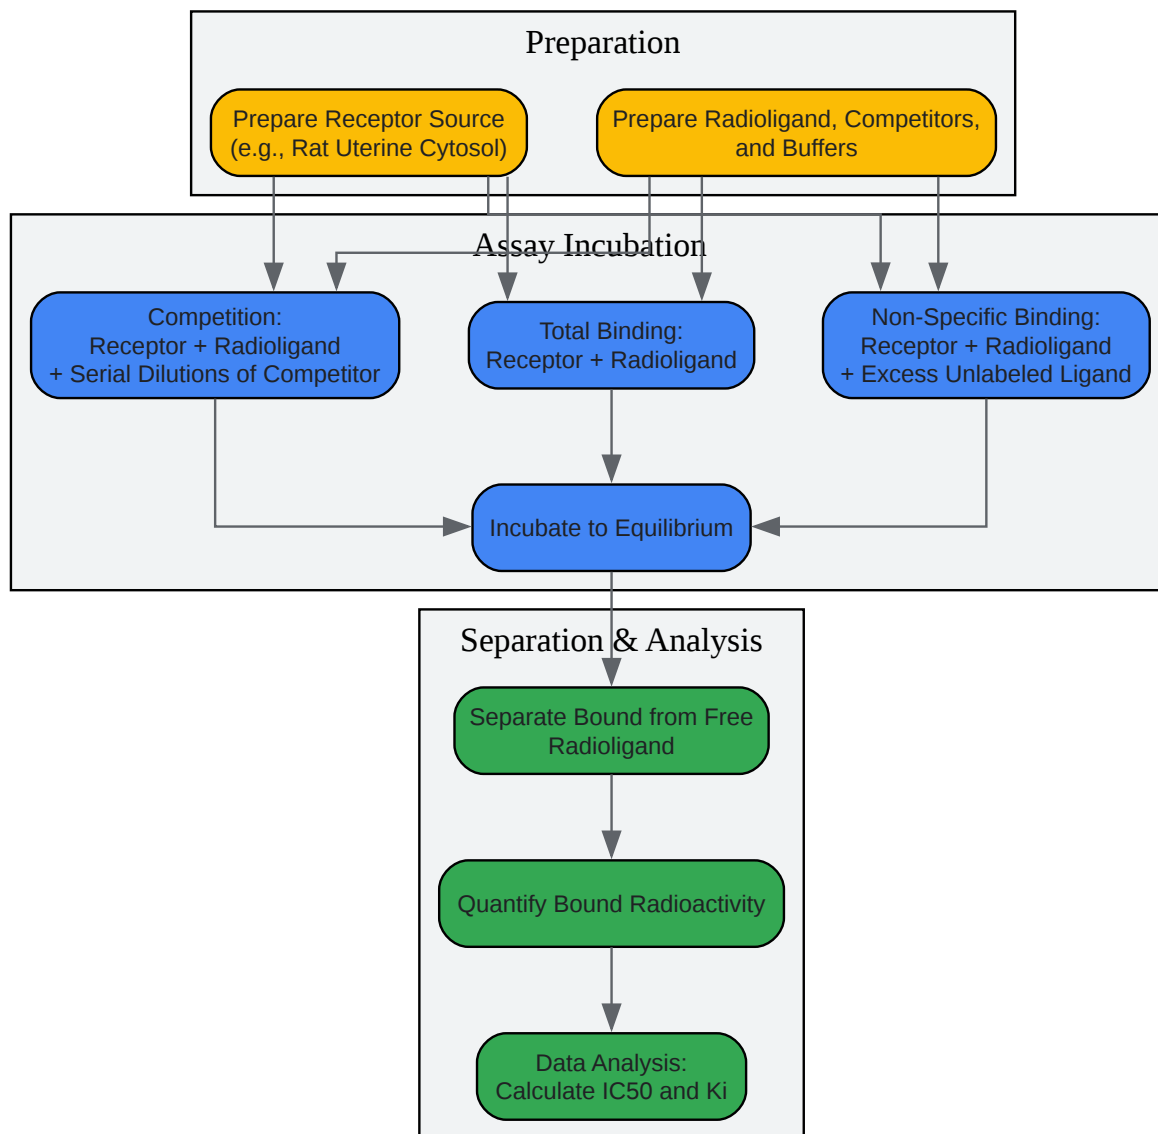 Preparation
Prepare Receptor Source
(e.g., Rat Uterine Cytosol)
Prepare Radioligand, Competitors,
and Buffers
Assay Incubation
Competition:
Receptor + Radioligand
+ Serial Dilutions of Competitor
Total Binding:
Receptor + Radioligand
Non-Specific Binding:
Receptor + Radioligand
+ Excess Unlabeled Ligand
Incubate to Equilibrium
Separation & Analysis
Separate Bound from Free
Radioligand
Quantify Bound Radioactivity
Data Analysis:
Calculate IC50 and Ki